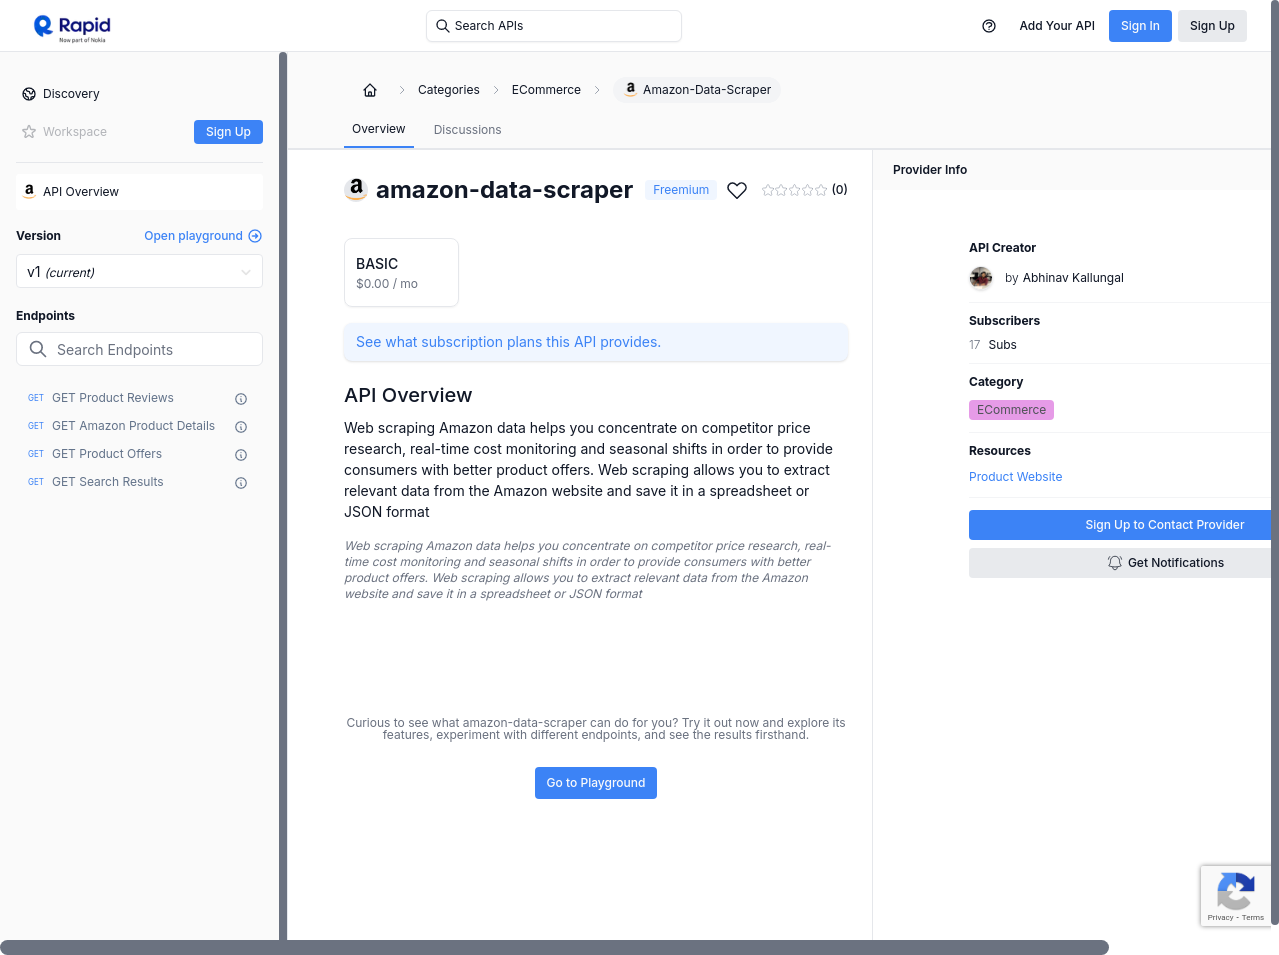 Rapid
Now part of Nokia
Search APIs
Add Your API
Sign In
Sign Up
Discovery
Workspace
Sign Up
API Overview
Version
Open playground
v1 (current)
Endpoints
Search Endpoints
GET GET Product Reviews
GET GET Amazon Product Details
GET GET Product Offers
GET GET Search Results
Categories
ECommerce
Amazon-Data-Scraper
Overview
Discussions
amazon-data-scraper
Freemium
(0)
BASIC
$0.00 / mo
See what subscription plans this API provides.
API Overview
Web scraping Amazon data helps you concentrate on competitor price
research, real-time cost monitoring and seasonal shifts in order to provide
consumers with better product offers. Web scraping allows you to extract
relevant data from the Amazon website and save it in a spreadsheet or
JSON format
Web scraping Amazon data helps you concentrate on competitor price research, real-
time cost monitoring and seasonal shifts in order to provide consumers with better
product offers. Web scraping allows you to extract relevant data from the Amazon
website and save it in a spreadsheet or JSON format
Curious to see what amazon-data-scraper can do for you? Try it out now and explore its
features, experiment with different endpoints, and see the results firsthand.
Go to Playground
Provider Info
API Creator
by Abhinav Kallungal
Subscribers
17 Subs
Category
ECommerce
Resources
Product Website
Sign Up to Contact Provider
Get Notifications
Privacy - Terms